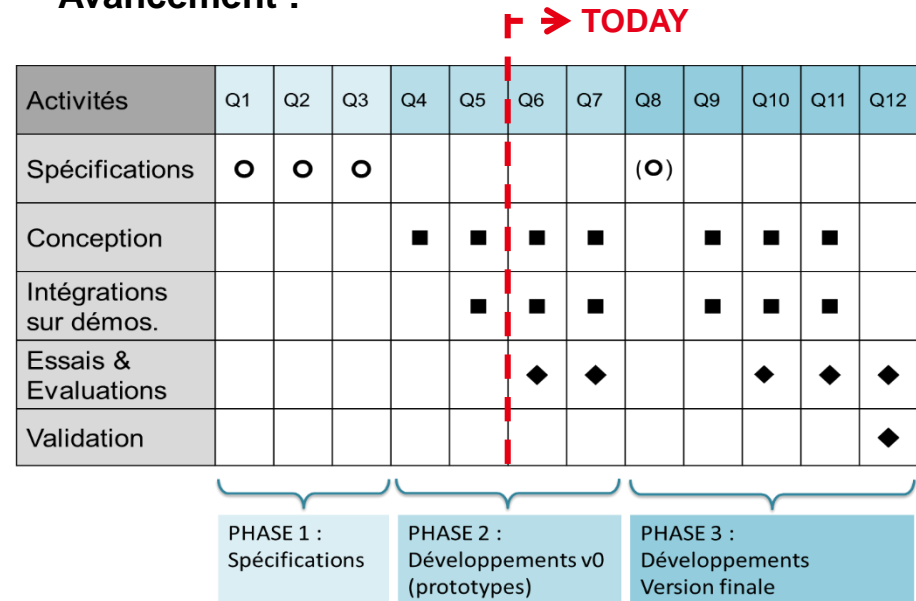 Avancement :
TODAY
Activités Q1 Q2 Q3 Q4 Q5 Q6 Q7 Q8 Q9 Q10 Q11 Q12
Spécifications
Conception
Intégrations
sur démos.
Essais &
Evaluations
Validation
PHASE 1 :
Spécifications
PHASE 2 :
Développements v0
(prototypes)
PHASE 3 :
Développements
Version finale